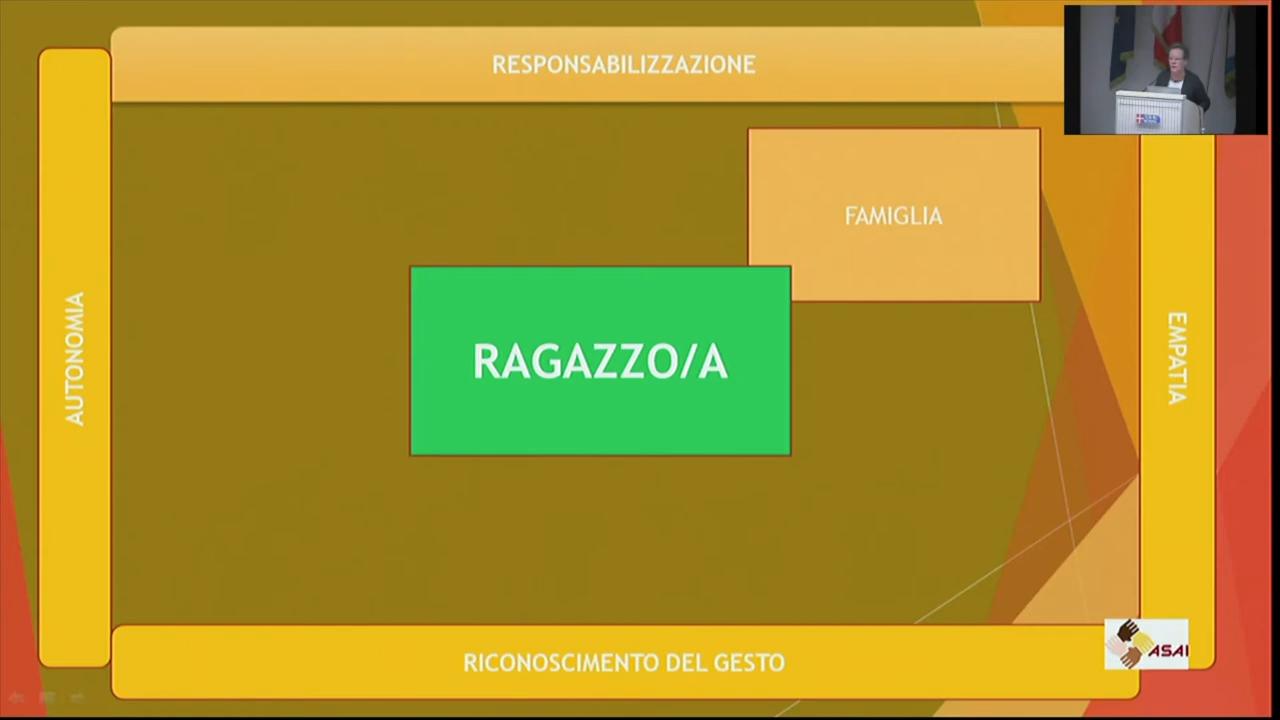 RESPONSABILIZZAZIONE
FAMIGLIA
AUTONOMIA
RAGAZZO/A
EMPATIA
RICONOSCIMENTO DEL GESTO
ASAI